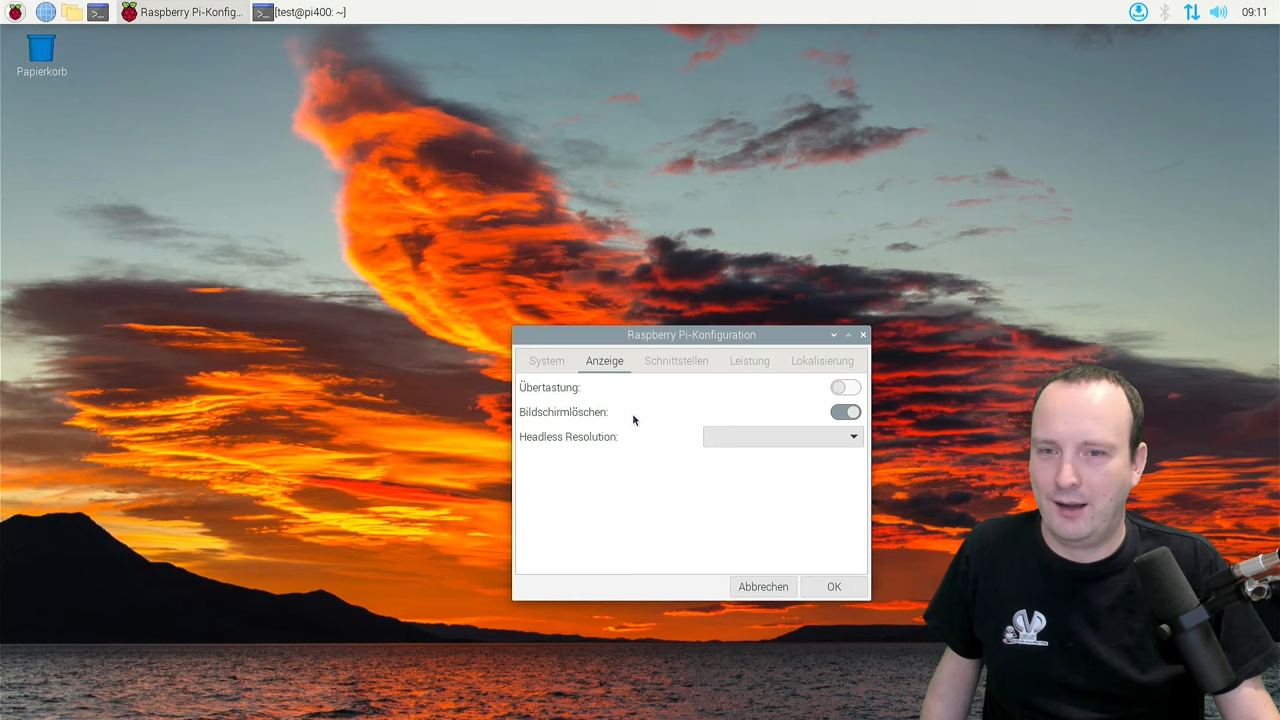 Raspberry Pi-Konfig...
[test@pi400: ~]
09:11
Papierkorb
Raspberry Pi-Konfiguration
System
Anzeige
Schnittstellen
Leistung
Lokalisierung
Übertastung:
Bildschirmlöschen:
Headless Resolution:
Abbrechen
OK